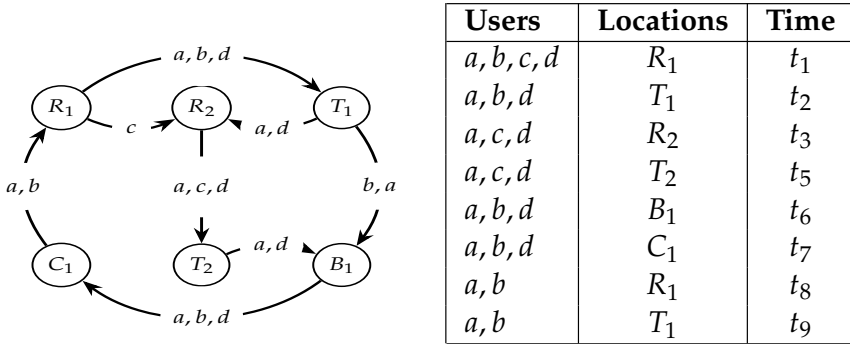 a, b, d
R1 R2 T1
c a, d
a, b a, c, d b, a
a, d
C1 T2 B1
a, b, d
Users Locations Time
a, b, c, d R1 t1
a, b, d T1 t2
a, c, d R2 t3
a, c, d T2 t5
a, b, d B1 t6
a, b, d C1 t7
a, b R1 t8
a, b T1 t9